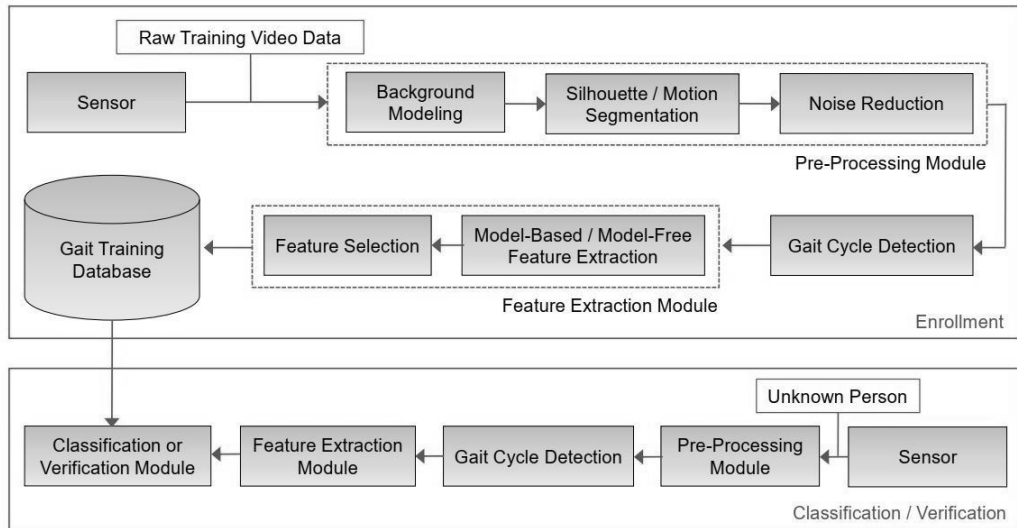 Raw Training Video Data
Sensor
Background
Modeling
Silhouette / Motion
Segmentation
Noise Reduction
Pre-Processing Module
Gait Training
Database
Feature Selection
Model-Based / Model-Free
Feature Extraction
Gait Cycle Detection
Feature Extraction Module
Enrollment
Unknown Person
Classification or
Verification Module
Feature Extraction
Module
Gait Cycle Detection
Pre-Processing
Module
Sensor
Classification / Verification